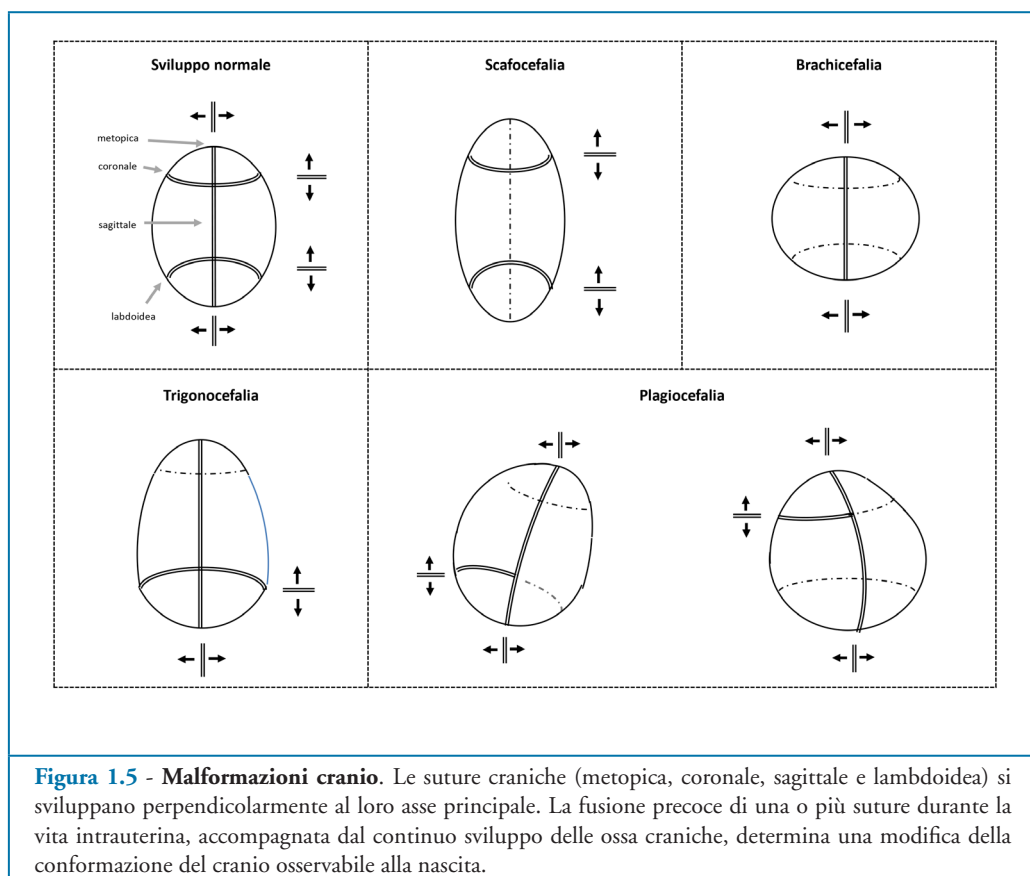 Sviluppo normale
Scafocefalia
Brachicefalia
metopica
coronale
sagittale
labdoidea
Trigonocefalia
Plagiocefalia
Figura 1.5 - Malformazioni cranio. Le suture craniche (metopica, coronale, sagittale e lambdoidea) si
sviluppano perpendicolarmente al loro asse principale. La fusione precoce di una o più suture durante la
vita intrauterina, accompagnata dal continuo sviluppo delle ossa craniche, determina una modifica della
conformazione del cranio osservabile alla nascita.